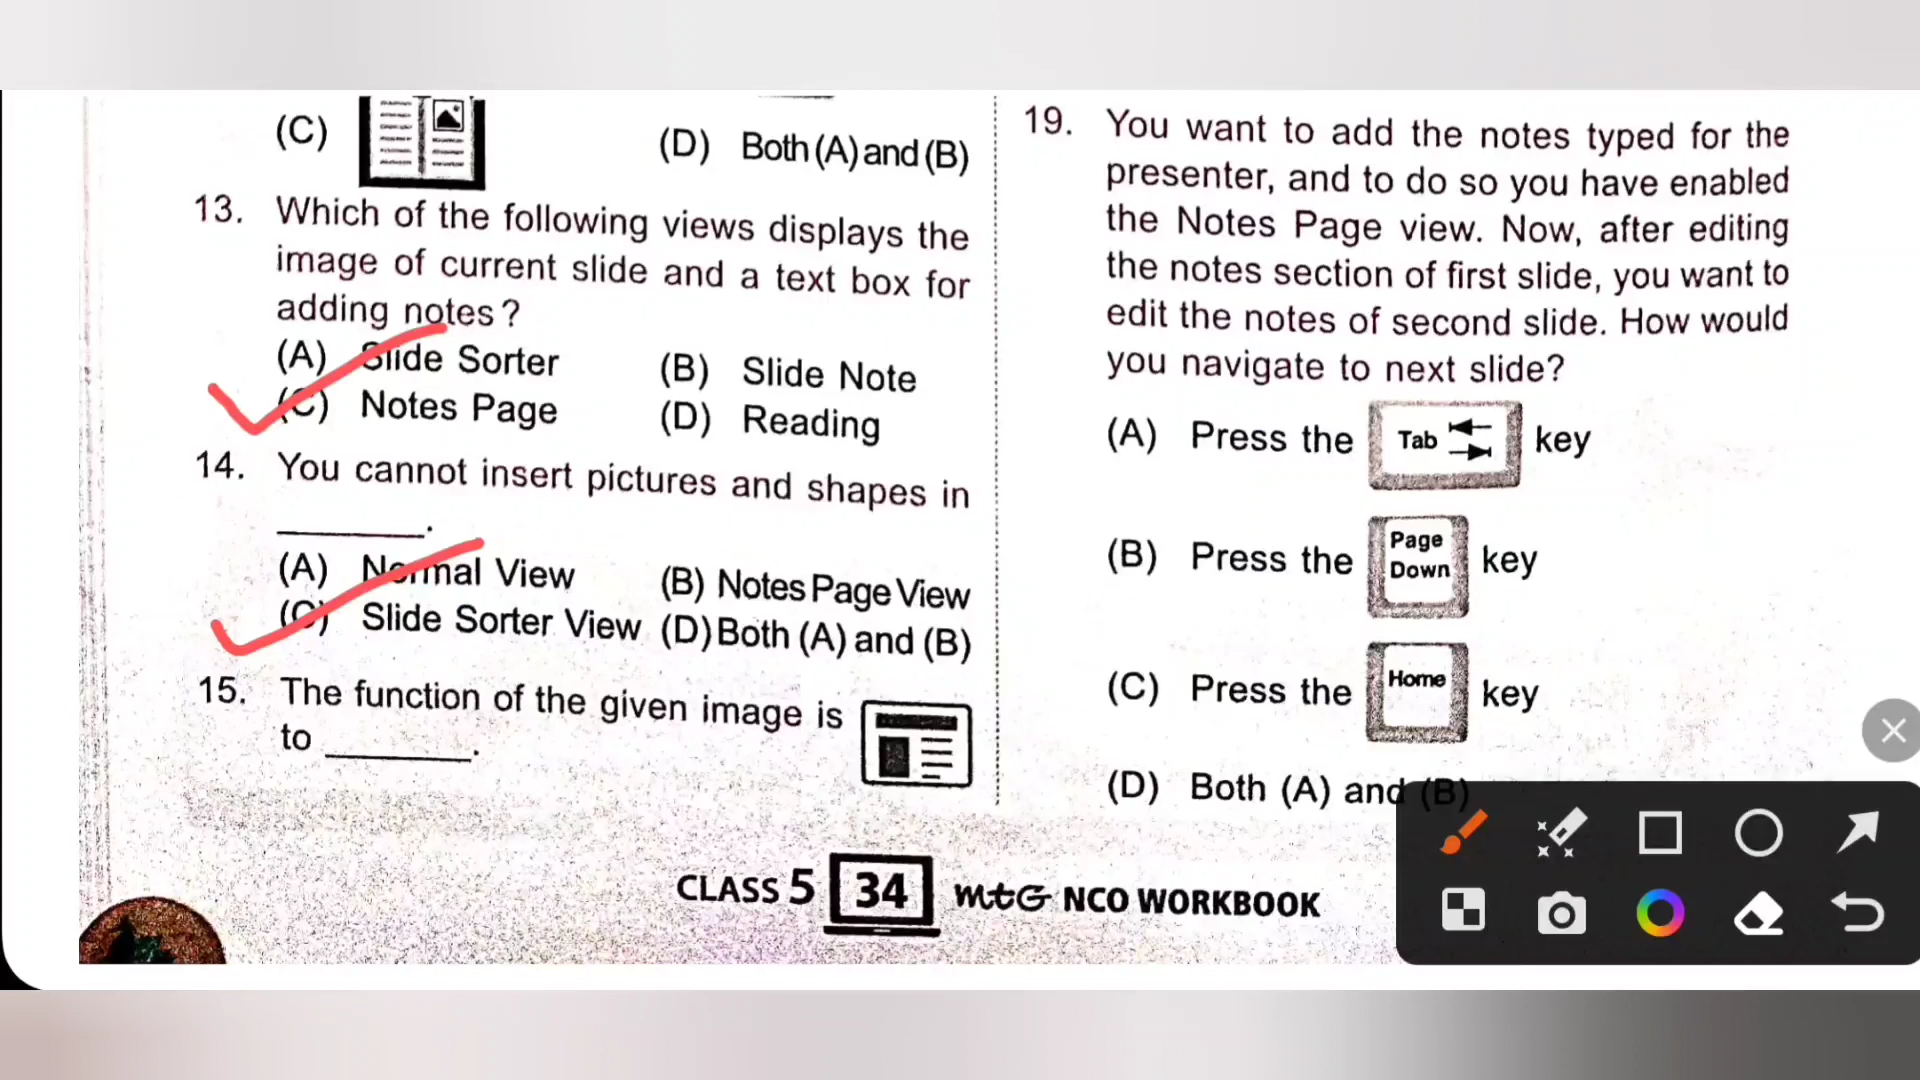 (C)
(D) Both (A) and (B)
13. Which of the following views displays the
image of current slide and a text box for
adding notes?
(A) Slide Sorter (B) Slide Note
(C) Notes Page (D) Reading
14. You cannot insert pictures and shapes in
________.
(A) Normal View (B) Notes Page View
(C) Slide Sorter View (D) Both (A) and (B)
15. The function of the given image is
to ________.
19. You want to add the notes typed for the
presenter, and to do so you have enabled
the Notes Page view. Now, after editing
the notes section of first slide, you want to
edit the notes of second slide. How would
you navigate to next slide?
(A) Press the Tab key
(B) Press the Page Down key
(C) Press the Home key
(D) Both (A) and (B)
CLASS 5 34 mtG NCO WORKBOOK